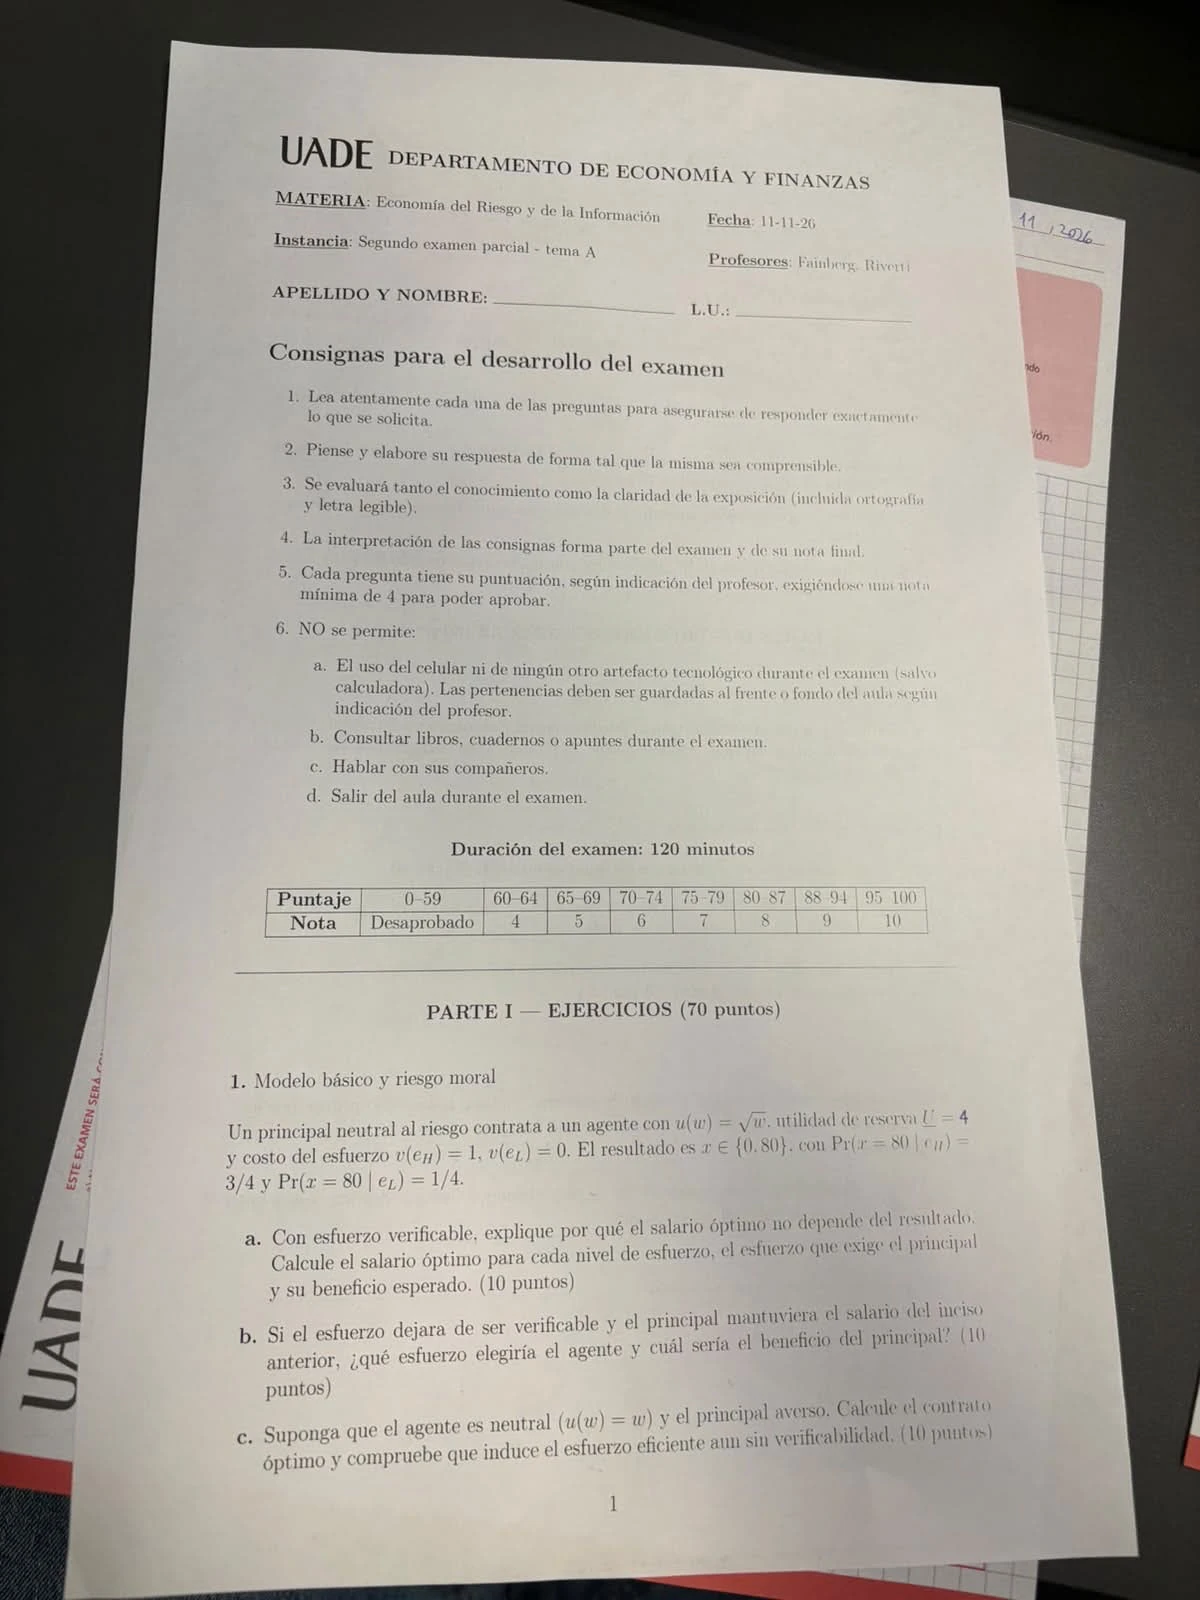 UADE DEPARTAMENTO DE ECONOMÍA Y FINANZAS
MATERIA: Economía del Riesgo y de la Información
Fecha: 11-11-26
Instancia: Segundo examen parcial - tema A
Profesores: Fainberg, Riverti
APELLIDO Y NOMBRE:
L.U.:
Consignas para el desarrollo del examen
1. Lea atentamente cada una de las preguntas para asegurarse de responder exactamente
lo que se solicita.
2. Piense y elabore su respuesta de forma tal que la misma sea comprensible.
3. Se evaluará tanto el conocimiento como la claridad de la exposición (incluida ortografía
y letra legible).
4. La interpretación de las consignas forma parte del examen y de su nota final.
5. Cada pregunta tiene su puntuación, según indicación del profesor, exigiéndose una nota
mínima de 4 para poder aprobar.
6. NO se permite:
a. El uso del celular ni de ningún otro artefacto tecnológico durante el examen (salvo
calculadora). Las pertenencias deben ser guardadas al frente o fondo del aula según
indicación del profesor.
b. Consultar libros, cuadernos o apuntes durante el examen.
c. Hablar con sus compañeros.
d. Salir del aula durante el examen.
Duración del examen: 120 minutos
Puntaje 0–59 60–64 65–69 70–74 75–79 80–87 88–94 95–100
Nota Desaprobado 4 5 6 7 8 9 10
PARTE I — EJERCICIOS (70 puntos)
1. Modelo básico y riesgo moral
Un principal neutral al riesgo contrata a un agente con u(w) = √w, utilidad de reserva U = 4
y costo del esfuerzo v(eH) = 1, v(eL) = 0. El resultado es x ∈ {0, 80}, con Pr(x = 80 | eH) =
3/4 y Pr(x = 80 | eL) = 1/4.
a. Con esfuerzo verificable, explique por qué el salario óptimo no depende del resultado.
Calcule el salario óptimo para cada nivel de esfuerzo, el esfuerzo que exige el principal
y su beneficio esperado. (10 puntos)
b. Si el esfuerzo dejara de ser verificable y el principal mantuviera el salario del inciso
anterior, ¿qué esfuerzo elegiría el agente y cuál sería el beneficio del principal? (10
puntos)
c. Suponga que el agente es neutral (u(w) = w) y el principal averso. Calcule el contrato
óptimo y compruebe que induce el esfuerzo eficiente aun sin verificabilidad. (10 puntos)
1
11, 2026
ndo
ión.
ESTE EXAMEN SERÁ
UADE